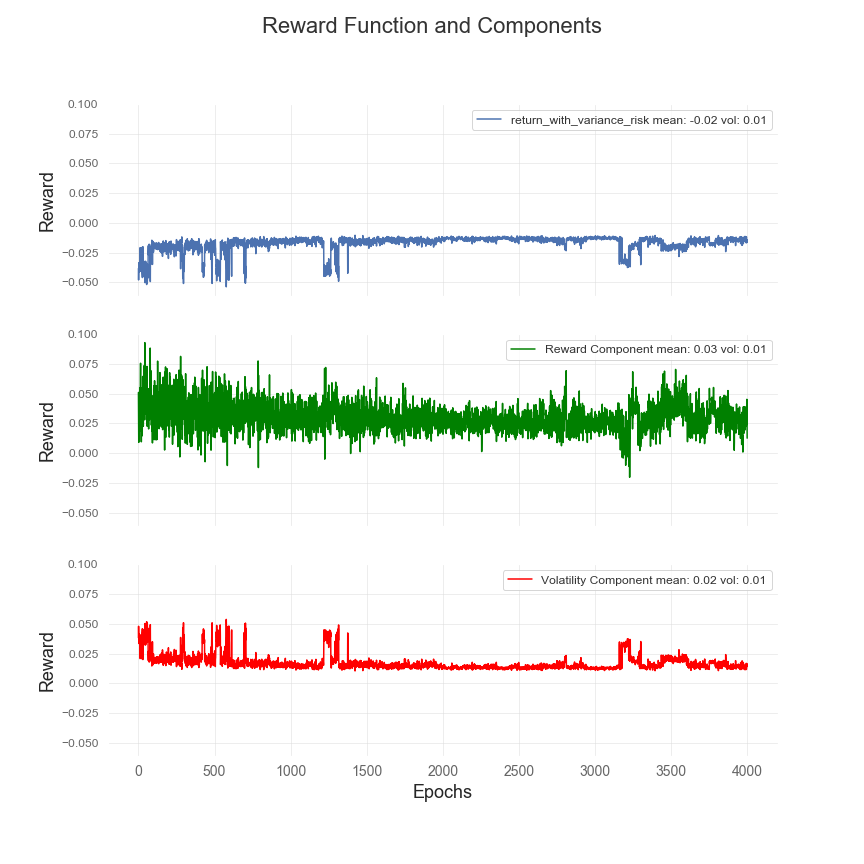 Reward Function and Components
0.100
0.075
0.050
0.025
0.000
−0.025
−0.050
Reward
return_with_variance_risk mean: -0.02 vol: 0.01
0.100
0.075
0.050
0.025
0.000
−0.025
−0.050
Reward
Reward Component mean: 0.03 vol: 0.01
0.100
0.075
0.050
0.025
0.000
−0.025
−0.050
Reward
Volatility Component mean: 0.02 vol: 0.01
0 500 1000 1500 2000 2500 3000 3500 4000
Epochs